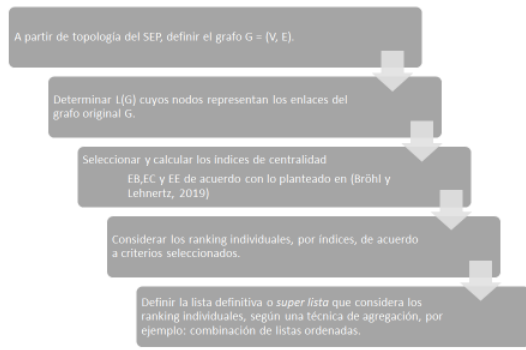 A partir de topología del SEP, definir el grafo G = (V, E).
Determinar L(G) cuyos nodos representan los enlaces del
grafo original G.
Seleccionar y calcular los índices de centralidad
EB,EC y EE de acuerdo con lo planteado en (Bröhl y
Lehnertz, 2019)
Considerar los ranking individuales, por índices, de acuerdo
a criterios seleccionados.
Definir la lista definitiva o super lista que considera los
ranking individuales, según una técnica de agregación, por
ejemplo: combinación de listas ordenadas.